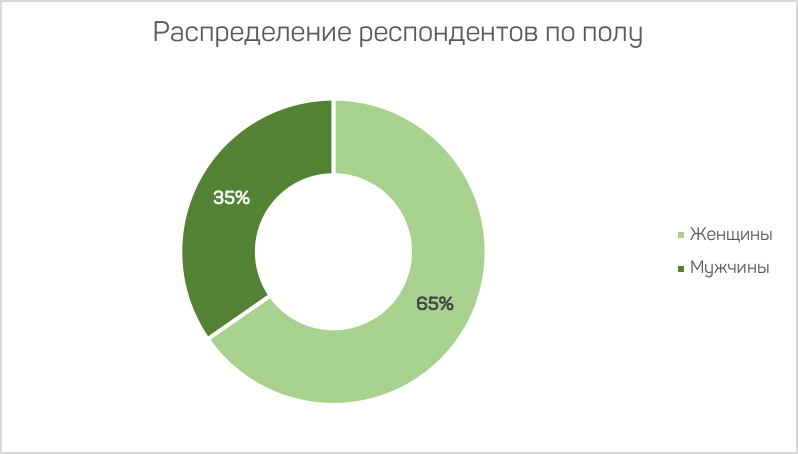 Распределение респондентов по полу
35%
Женщины
Мужчины
65%